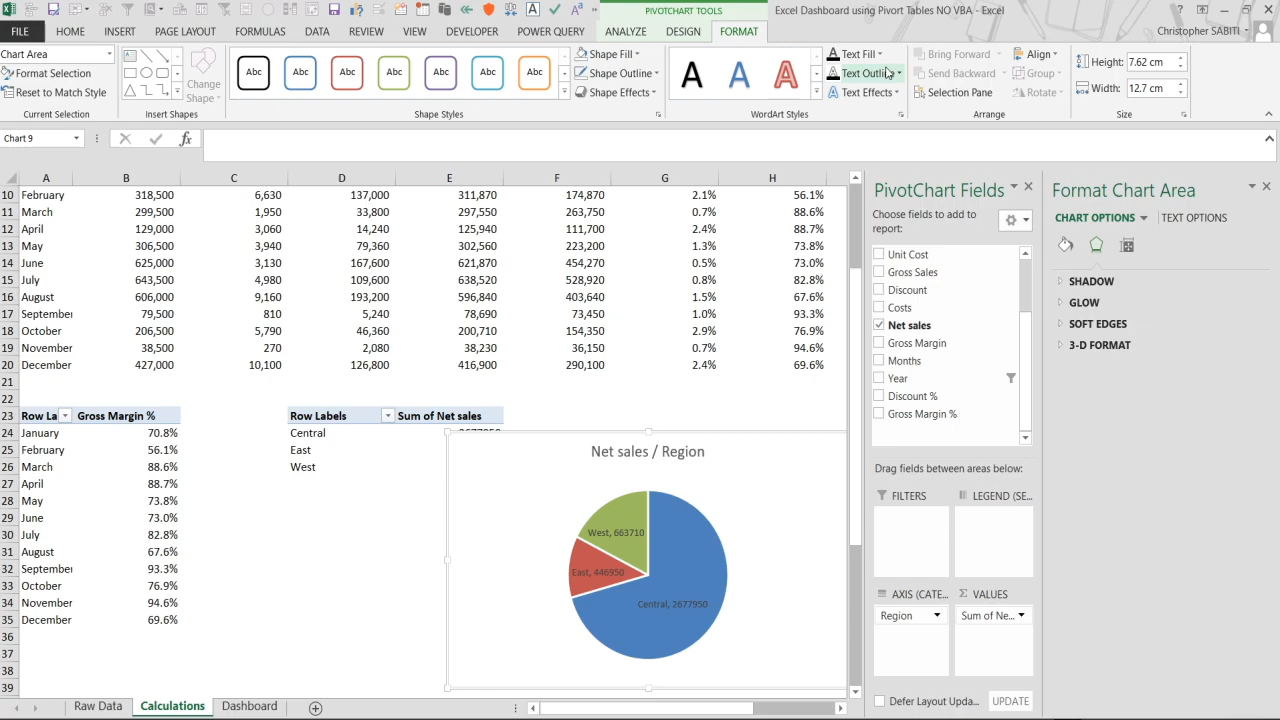 PIVOTCHART TOOLS
Excel Dashboard using Pivort Tables NO VBA - Excel
FILE HOME INSERT PAGE LAYOUT FORMULAS DATA REVIEW VIEW DEVELOPER POWER QUERY ANALYZE DESIGN FORMAT
Christopher SABITI
Chart Area
Format Selection
Reset to Match Style
Current Selection
Change
Shape
Insert Shapes
Abc Abc Abc Abc Abc Abc Abc
Shape Fill
Shape Outline
Shape Effects
Shape Styles
A A A
Text Fill
Text Outline
Text Effects
WordArt Styles
Bring Forward
Send Backward
Selection Pane
Align
Group
Rotate
Arrange
Height: 7.62 cm
Width: 12.7 cm
Size
Chart 9
fx
A B C D E F G H
10 February 318,500 6,630 137,000 311,870 174,870 2.1% 56.1%
11 March 299,500 1,950 33,800 297,550 263,750 0.7% 88.6%
12 April 129,000 3,060 14,240 125,940 111,700 2.4% 88.7%
13 May 306,500 3,940 79,360 302,560 223,200 1.3% 73.8%
14 June 625,000 3,130 167,600 621,870 454,270 0.5% 73.0%
15 July 643,500 4,980 109,600 638,520 528,920 0.8% 82.8%
16 August 606,000 9,160 193,200 596,840 403,640 1.5% 67.6%
17 September 79,500 810 5,240 78,690 73,450 1.0% 93.3%
18 October 206,500 5,790 46,360 200,710 154,350 2.9% 76.9%
19 November 38,500 270 2,080 38,230 36,150 0.7% 94.6%
20 December 427,000 10,100 126,800 416,900 290,100 2.4% 69.6%
21
22
23 Row La Gross Margin % Row Labels Sum of Net sales
24 January 70.8% Central 2677950
25 February 56.1% East
26 March 88.6% West
27 April 88.7%
28 May 73.8%
29 June 73.0%
30 July 82.8%
31 August 67.6%
32 September 93.3%
33 October 76.9%
34 November 94.6%
35 December 69.6%
36
37
38
39
Net sales / Region
West, 663710
East, 446950
Central, 2677950
Raw Data Calculations Dashboard
PivotChart Fields
Choose fields to add to
report:
Unit Cost
Gross Sales
Discount
Costs
Net sales
Gross Margin
Months
Year
Discount %
Gross Margin %
Drag fields between areas below:
FILTERS
LEGEND (SE...
AXIS (CATE...
VALUES
Region
Sum of Ne...
Defer Layout Upda...
UPDATE
Format Chart Area
CHART OPTIONS
TEXT OPTIONS
SHADOW
GLOW
SOFT EDGES
3-D FORMAT